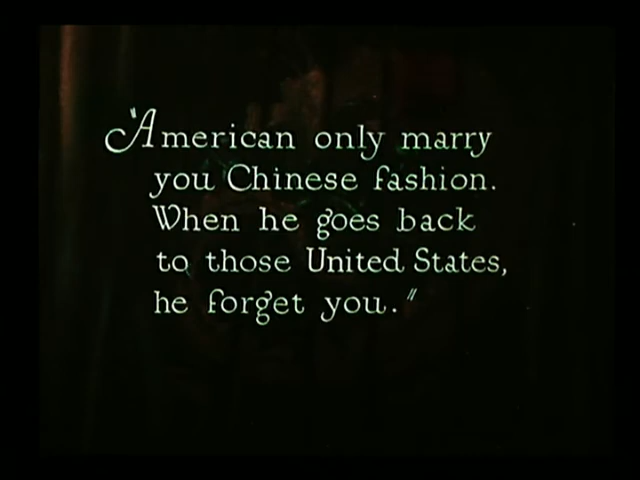 "American only marry
you Chinese fashion.
When he goes back
to those United States,
he forget you."